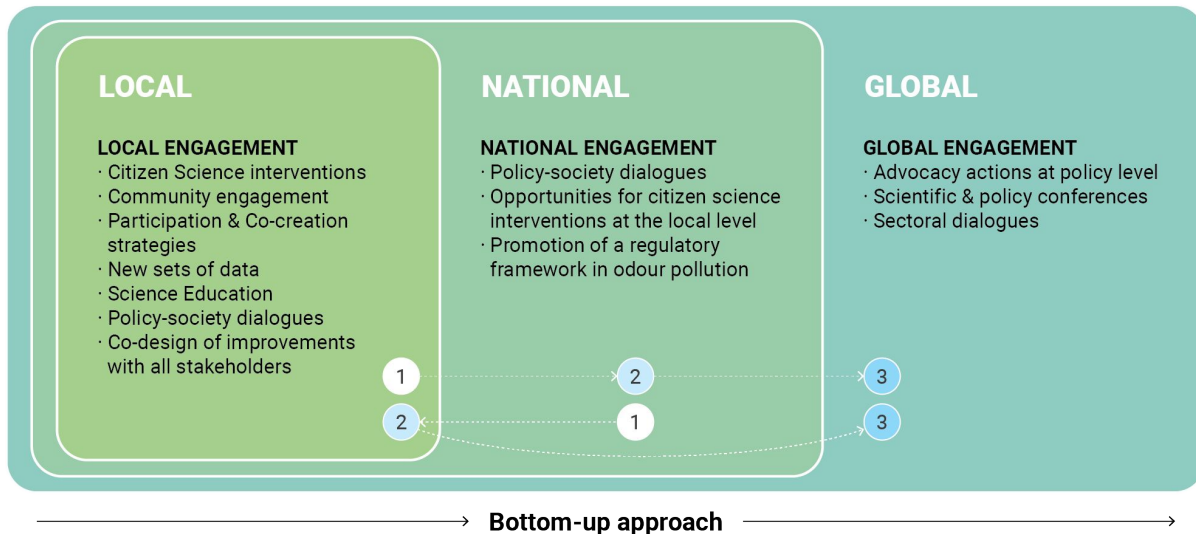 LOCAL
LOCAL ENGAGEMENT
· Citizen Science interventions
· Community engagement
· Participation & Co-creation
strategies
· New sets of data
· Science Education
· Policy-society dialogues
· Co-design of improvements
with all stakeholders
NATIONAL
NATIONAL ENGAGEMENT
· Policy-society dialogues
· Opportunities for citizen science
interventions at the local level
· Promotion of a regulatory
framework in odour pollution
GLOBAL
GLOBAL ENGAGEMENT
· Advocacy actions at policy level
· Scientific & policy conferences
· Sectoral dialogues
1 2 3
2 1 3
Bottom-up approach